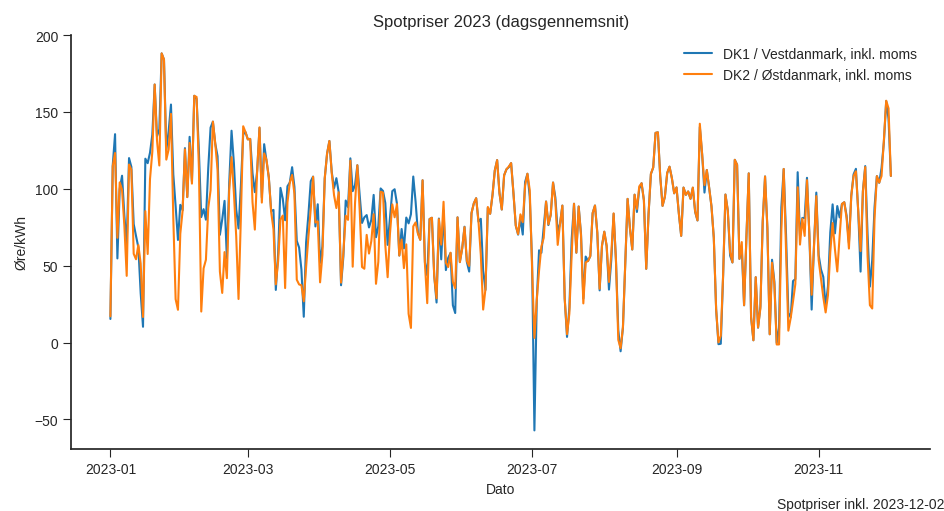 Spotpriser 2023 (dagsgennemsnit)
DK1 / Vestdanmark, inkl. moms
DK2 / Østdanmark, inkl. moms
200
150
100
50
0
−50
Øre/kWh
2023-01 2023-03 2023-05 2023-07 2023-09 2023-11
Dato
Spotpriser inkl. 2023-12-02